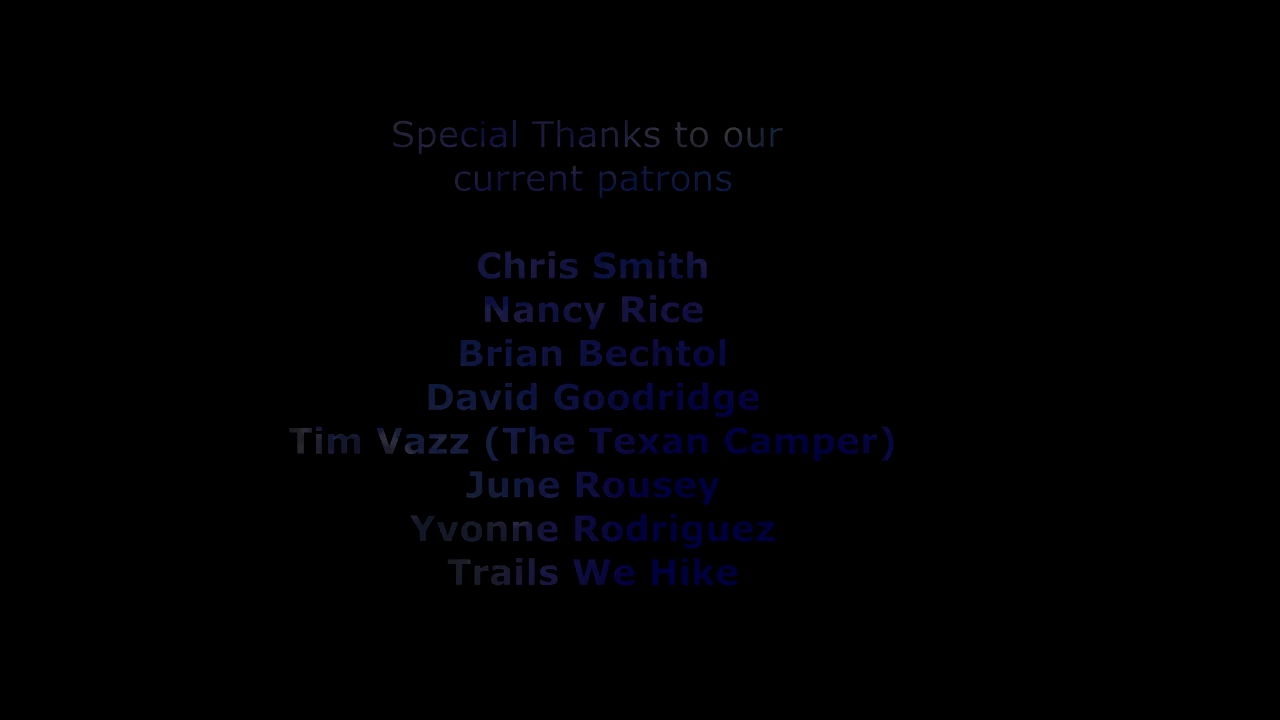 Special Thanks to our
current patrons
Chris Smith
Nancy Rice
Brian Bechtol
David Goodridge
Tim Vazz (The Texan Camper)
June Rousey
Yvonne Rodriguez
Trails We Hike